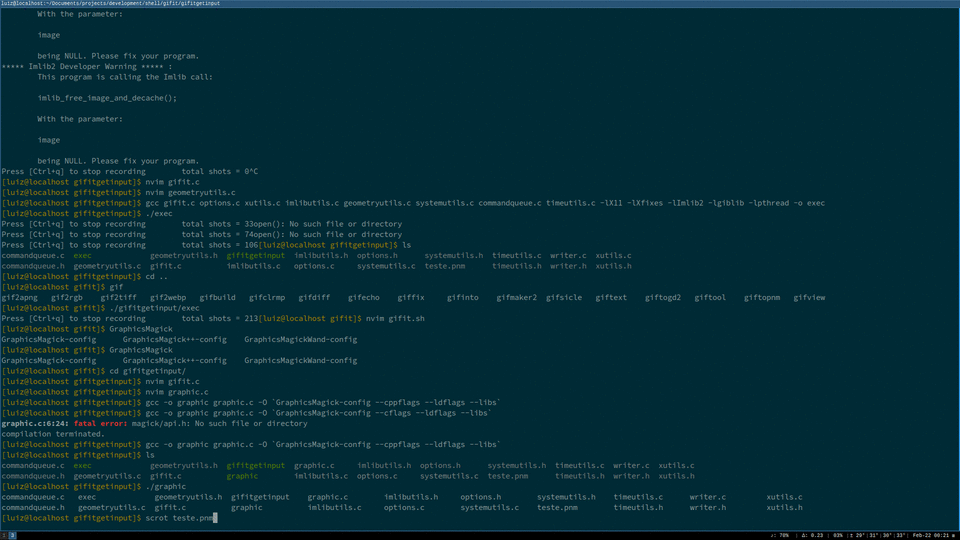 luiz@localhost:~/Documents/projects/development/shell/gifit/gifitgetinput
With the parameter:
image
being NULL. Please fix your program.
***** Imlib2 Developer Warning ***** :
This program is calling the Imlib call:
imlib_free_image_and_decache();
With the parameter:
image
being NULL. Please fix your program.
Press [Ctrl+q] to stop recording total shots = 0^C
[luiz@localhost gifitgetinput]$ nvim gifit.c
[luiz@localhost gifitgetinput]$ nvim geometryutils.c
[luiz@localhost gifitgetinput]$ gcc gifit.c options.c xutils.c imlibutils.c geometryutils.c systemutils.c commandqueue.c timeutils.c -lX11 -lXfixes -lImlib2 -lgiblib -lpthread -o exec
[luiz@localhost gifitgetinput]$ ./exec
Press [Ctrl+q] to stop recording total shots = 33open(): No such file or directory
Press [Ctrl+q] to stop recording total shots = 74open(): No such file or directory
Press [Ctrl+q] to stop recording total shots = 106[luiz@localhost gifitgetinput]$ ls
commandqueue.c exec geometryutils.h gifitgetinput imlibutils.h options.h systemutils.h timeutils.c writer.c xutils.c
commandqueue.h geometryutils.c gifit.c imlibutils.c options.c systemutils.c teste.pnm timeutils.h writer.h xutils.h
[luiz@localhost gifitgetinput]$ cd ..
[luiz@localhost gifit]$ gif
gif2apng gif2rgb gif2tiff gif2webp gifbuild gifclrmp gifdiff gifecho giffix gifinto gifmaker2 gifsicle giftext giftogd2 giftool giftopnm gifview
[luiz@localhost gifit]$ ./gifitgetinput/exec
Press [Ctrl+q] to stop recording total shots = 213[luiz@localhost gifit]$ nvim gifit.sh
[luiz@localhost gifit]$ GraphicsMagick
GraphicsMagick-config GraphicsMagick++-config GraphicsMagickWand-config
[luiz@localhost gifit]$ GraphicsMagick
GraphicsMagick-config GraphicsMagick++-config GraphicsMagickWand-config
[luiz@localhost gifit]$ cd gifitgetinput/
[luiz@localhost gifitgetinput]$ nvim gifit.c
[luiz@localhost gifitgetinput]$ nvim graphic.c
[luiz@localhost gifitgetinput]$ gcc -o graphic graphic.c -O `GraphicsMagick-config --cppflags --ldflags --libs`
[luiz@localhost gifitgetinput]$ gcc -o graphic graphic.c -O `GraphicsMagick-config --cflags --ldflags --libs`
graphic.c:6:24: fatal error: magick/api.h: No such file or directory
compilation terminated.
[luiz@localhost gifitgetinput]$ gcc -o graphic graphic.c -O `GraphicsMagick-config --cppflags --ldflags --libs`
[luiz@localhost gifitgetinput]$ ls
commandqueue.c exec geometryutils.h gifitgetinput graphic.c imlibutils.h options.h systemutils.h timeutils.c writer.c xutils.c
commandqueue.h geometryutils.c gifit.c graphic imlibutils.c options.c systemutils.c teste.pnm timeutils.h writer.h xutils.h
[luiz@localhost gifitgetinput]$ ./graphic
commandqueue.c exec geometryutils.h gifitgetinput graphic.c imlibutils.h options.h systemutils.h timeutils.c writer.c xutils.c
commandqueue.h geometryutils.c gifit.c graphic imlibutils.c options.c systemutils.c teste.pnm timeutils.h writer.h xutils.h
[luiz@localhost gifitgetinput]$ scrot teste.pnm
1 3 ♪: 78% | Δ: 0.23 | 03% |± 29°|31°|30°|33°| Feb-22 00:21